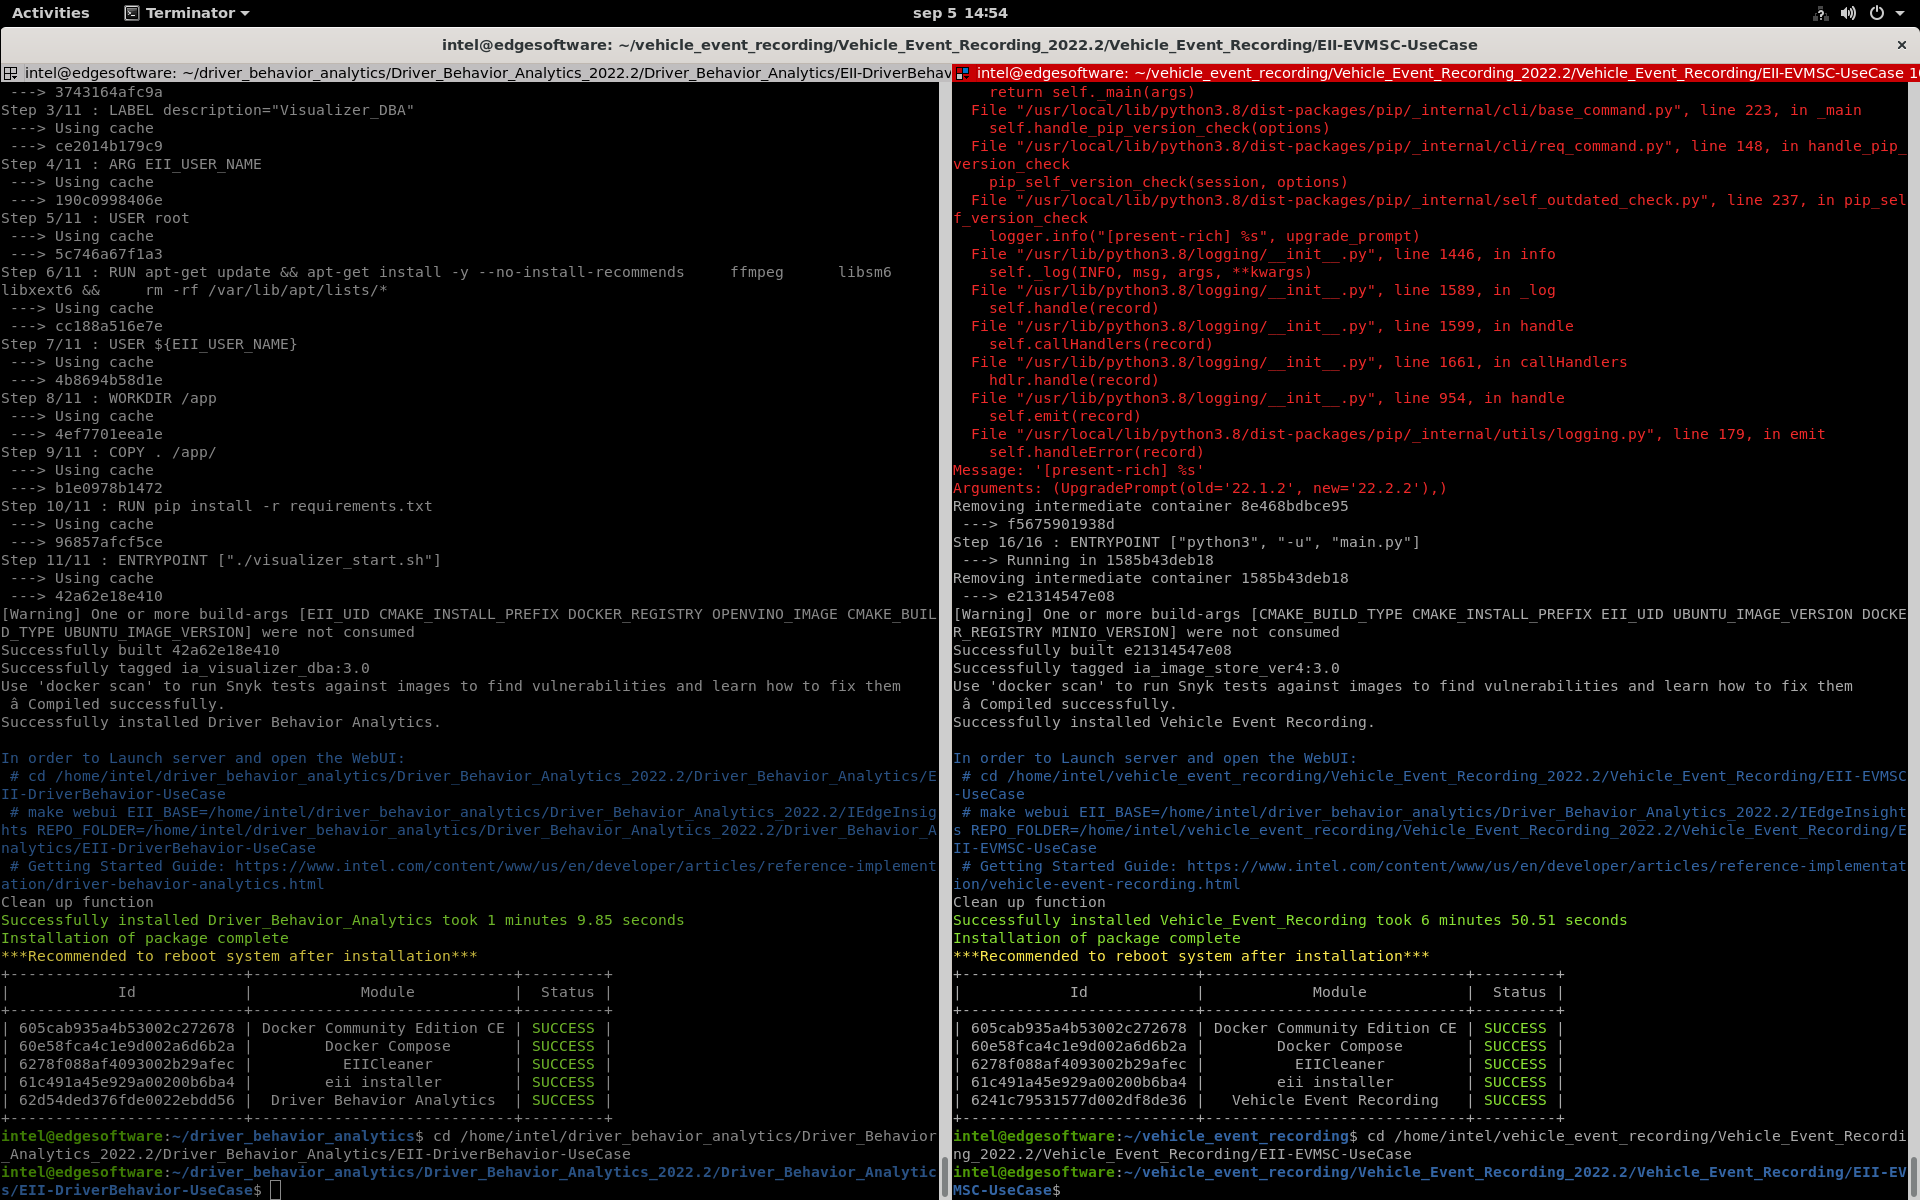 Activities
Terminator
sep 5 14:54
intel@edgesoftware: ~/vehicle_event_recording/Vehicle_Event_Recording_2022.2/Vehicle_Event_Recording/EII-EVMSC-UseCase
intel@edgesoftware: ~/driver_behavior_analytics/Driver_Behavior_Analytics_2022.2/Driver_Behavior_Analytics/EII-DriverBehav
 ---> 3743164afc9a
Step 3/11 : LABEL description="Visualizer_DBA"
 ---> Using cache
 ---> ce2014b179c9
Step 4/11 : ARG EII_USER_NAME
 ---> Using cache
 ---> 190c0998406e
Step 5/11 : USER root
 ---> Using cache
 ---> 5c746a67f1a3
Step 6/11 : RUN apt-get update && apt-get install -y --no-install-recommends     ffmpeg      libsm6
libxext6 &&     rm -rf /var/lib/apt/lists/*
 ---> Using cache
 ---> cc188a516e7e
Step 7/11 : USER ${EII_USER_NAME}
 ---> Using cache
 ---> 4b8694b58d1e
Step 8/11 : WORKDIR /app
 ---> Using cache
 ---> 4ef7701eea1e
Step 9/11 : COPY . /app/
 ---> Using cache
 ---> b1e0978b1472
Step 10/11 : RUN pip install -r requirements.txt
 ---> Using cache
 ---> 96857afcf5ce
Step 11/11 : ENTRYPOINT ["./visualizer_start.sh"]
 ---> Using cache
 ---> 42a62e18e410
[Warning] One or more build-args [EII_UID CMAKE_INSTALL_PREFIX DOCKER_REGISTRY OPENVINO_IMAGE CMAKE_BUIL
D_TYPE UBUNTU_IMAGE_VERSION] were not consumed
Successfully built 42a62e18e410
Successfully tagged ia_visualizer_dba:3.0
Use 'docker scan' to run Snyk tests against images to find vulnerabilities and learn how to fix them
 â Compiled successfully.
Successfully installed Driver Behavior Analytics.
In order to Launch server and open the WebUI:
 # cd /home/intel/driver_behavior_analytics/Driver_Behavior_Analytics_2022.2/Driver_Behavior_Analytics/E
II-DriverBehavior-UseCase
 # make webui EII_BASE=/home/intel/driver_behavior_analytics/Driver_Behavior_Analytics_2022.2/IEdgeInsig
hts REPO_FOLDER=/home/intel/driver_behavior_analytics/Driver_Behavior_Analytics_2022.2/Driver_Behavior_A
nalytics/EII-DriverBehavior-UseCase
 # Getting Started Guide: https://www.intel.com/content/www/us/en/developer/articles/reference-implement
ation/driver-behavior-analytics.html
Clean up function
Successfully installed Driver_Behavior_Analytics took 1 minutes 9.85 seconds
Installation of package complete
***Recommended to reboot system after installation***
+--------------------------+-----------------------------+---------+
|            Id            |            Module           |  Status |
+--------------------------+-----------------------------+---------+
| 605cab935a4b53002c272678 | Docker Community Edition CE | SUCCESS |
| 60e58fca4c1e9d002a6d6b2a |        Docker Compose       | SUCCESS |
| 6278f088af4093002b29afec |          EIICleaner         | SUCCESS |
| 61c491a45e929a00200b6ba4 |        eii installer        | SUCCESS |
| 62d54ded376fde0022ebdd56 |  Driver Behavior Analytics  | SUCCESS |
+--------------------------+-----------------------------+---------+
intel@edgesoftware:~/driver_behavior_analytics$ cd /home/intel/driver_behavior_analytics/Driver_Behavior
_Analytics_2022.2/Driver_Behavior_Analytics/EII-DriverBehavior-UseCase
intel@edgesoftware:~/driver_behavior_analytics/Driver_Behavior_Analytics_2022.2/Driver_Behavior_Analytic
s/EII-DriverBehavior-UseCase$
intel@edgesoftware: ~/vehicle_event_recording/Vehicle_Event_Recording_2022.2/Vehicle_Event_Recording/EII-EVMSC-UseCase 1
    return self._main(args)
  File "/usr/local/lib/python3.8/dist-packages/pip/_internal/cli/base_command.py", line 223, in _main
    self.handle_pip_version_check(options)
  File "/usr/local/lib/python3.8/dist-packages/pip/_internal/cli/req_command.py", line 148, in handle_pip_
version_check
    pip_self_version_check(session, options)
  File "/usr/local/lib/python3.8/dist-packages/pip/_internal/self_outdated_check.py", line 237, in pip_sel
f_version_check
    logger.info("[present-rich] %s", upgrade_prompt)
  File "/usr/lib/python3.8/logging/__init__.py", line 1446, in info
    self._log(INFO, msg, args, **kwargs)
  File "/usr/lib/python3.8/logging/__init__.py", line 1589, in _log
    self.handle(record)
  File "/usr/lib/python3.8/logging/__init__.py", line 1599, in handle
    self.callHandlers(record)
  File "/usr/lib/python3.8/logging/__init__.py", line 1661, in callHandlers
    hdlr.handle(record)
  File "/usr/lib/python3.8/logging/__init__.py", line 954, in handle
    self.emit(record)
  File "/usr/local/lib/python3.8/dist-packages/pip/_internal/utils/logging.py", line 179, in emit
    self.handleError(record)
Message: '[present-rich] %s'
Arguments: (UpgradePrompt(old='22.1.2', new='22.2.2'),)
Removing intermediate container 8e468bdbce95
 ---> f5675901938d
Step 16/16 : ENTRYPOINT ["python3", "-u", "main.py"]
 ---> Running in 1585b43deb18
Removing intermediate container 1585b43deb18
 ---> e21314547e08
[Warning] One or more build-args [CMAKE_BUILD_TYPE CMAKE_INSTALL_PREFIX EII_UID UBUNTU_IMAGE_VERSION DOCKE
R_REGISTRY MINIO_VERSION] were not consumed
Successfully built e21314547e08
Successfully tagged ia_image_store_ver4:3.0
Use 'docker scan' to run Snyk tests against images to find vulnerabilities and learn how to fix them
 â Compiled successfully.
Successfully installed Vehicle Event Recording.
In order to Launch server and open the WebUI:
 # cd /home/intel/vehicle_event_recording/Vehicle_Event_Recording_2022.2/Vehicle_Event_Recording/EII-EVMSC
-UseCase
 # make webui EII_BASE=/home/intel/driver_behavior_analytics/Driver_Behavior_Analytics_2022.2/IEdgeInsight
s REPO_FOLDER=/home/intel/vehicle_event_recording/Vehicle_Event_Recording_2022.2/Vehicle_Event_Recording/E
II-EVMSC-UseCase
 # Getting Started Guide: https://www.intel.com/content/www/us/en/developer/articles/reference-implementat
ion/vehicle-event-recording.html
Clean up function
Successfully installed Vehicle_Event_Recording took 6 minutes 50.51 seconds
Installation of package complete
***Recommended to reboot system after installation***
+--------------------------+-----------------------------+---------+
|            Id            |            Module           |  Status |
+--------------------------+-----------------------------+---------+
| 605cab935a4b53002c272678 | Docker Community Edition CE | SUCCESS |
| 60e58fca4c1e9d002a6d6b2a |        Docker Compose       | SUCCESS |
| 6278f088af4093002b29afec |          EIICleaner         | SUCCESS |
| 61c491a45e929a00200b6ba4 |        eii installer        | SUCCESS |
| 6241c79531577d002df8de36 |   Vehicle Event Recording   | SUCCESS |
+--------------------------+-----------------------------+---------+
intel@edgesoftware:~/vehicle_event_recording$ cd /home/intel/vehicle_event_recording/Vehicle_Event_Recordi
ng_2022.2/Vehicle_Event_Recording/EII-EVMSC-UseCase
intel@edgesoftware:~/vehicle_event_recording/Vehicle_Event_Recording_2022.2/Vehicle_Event_Recording/EII-EV
MSC-UseCase$